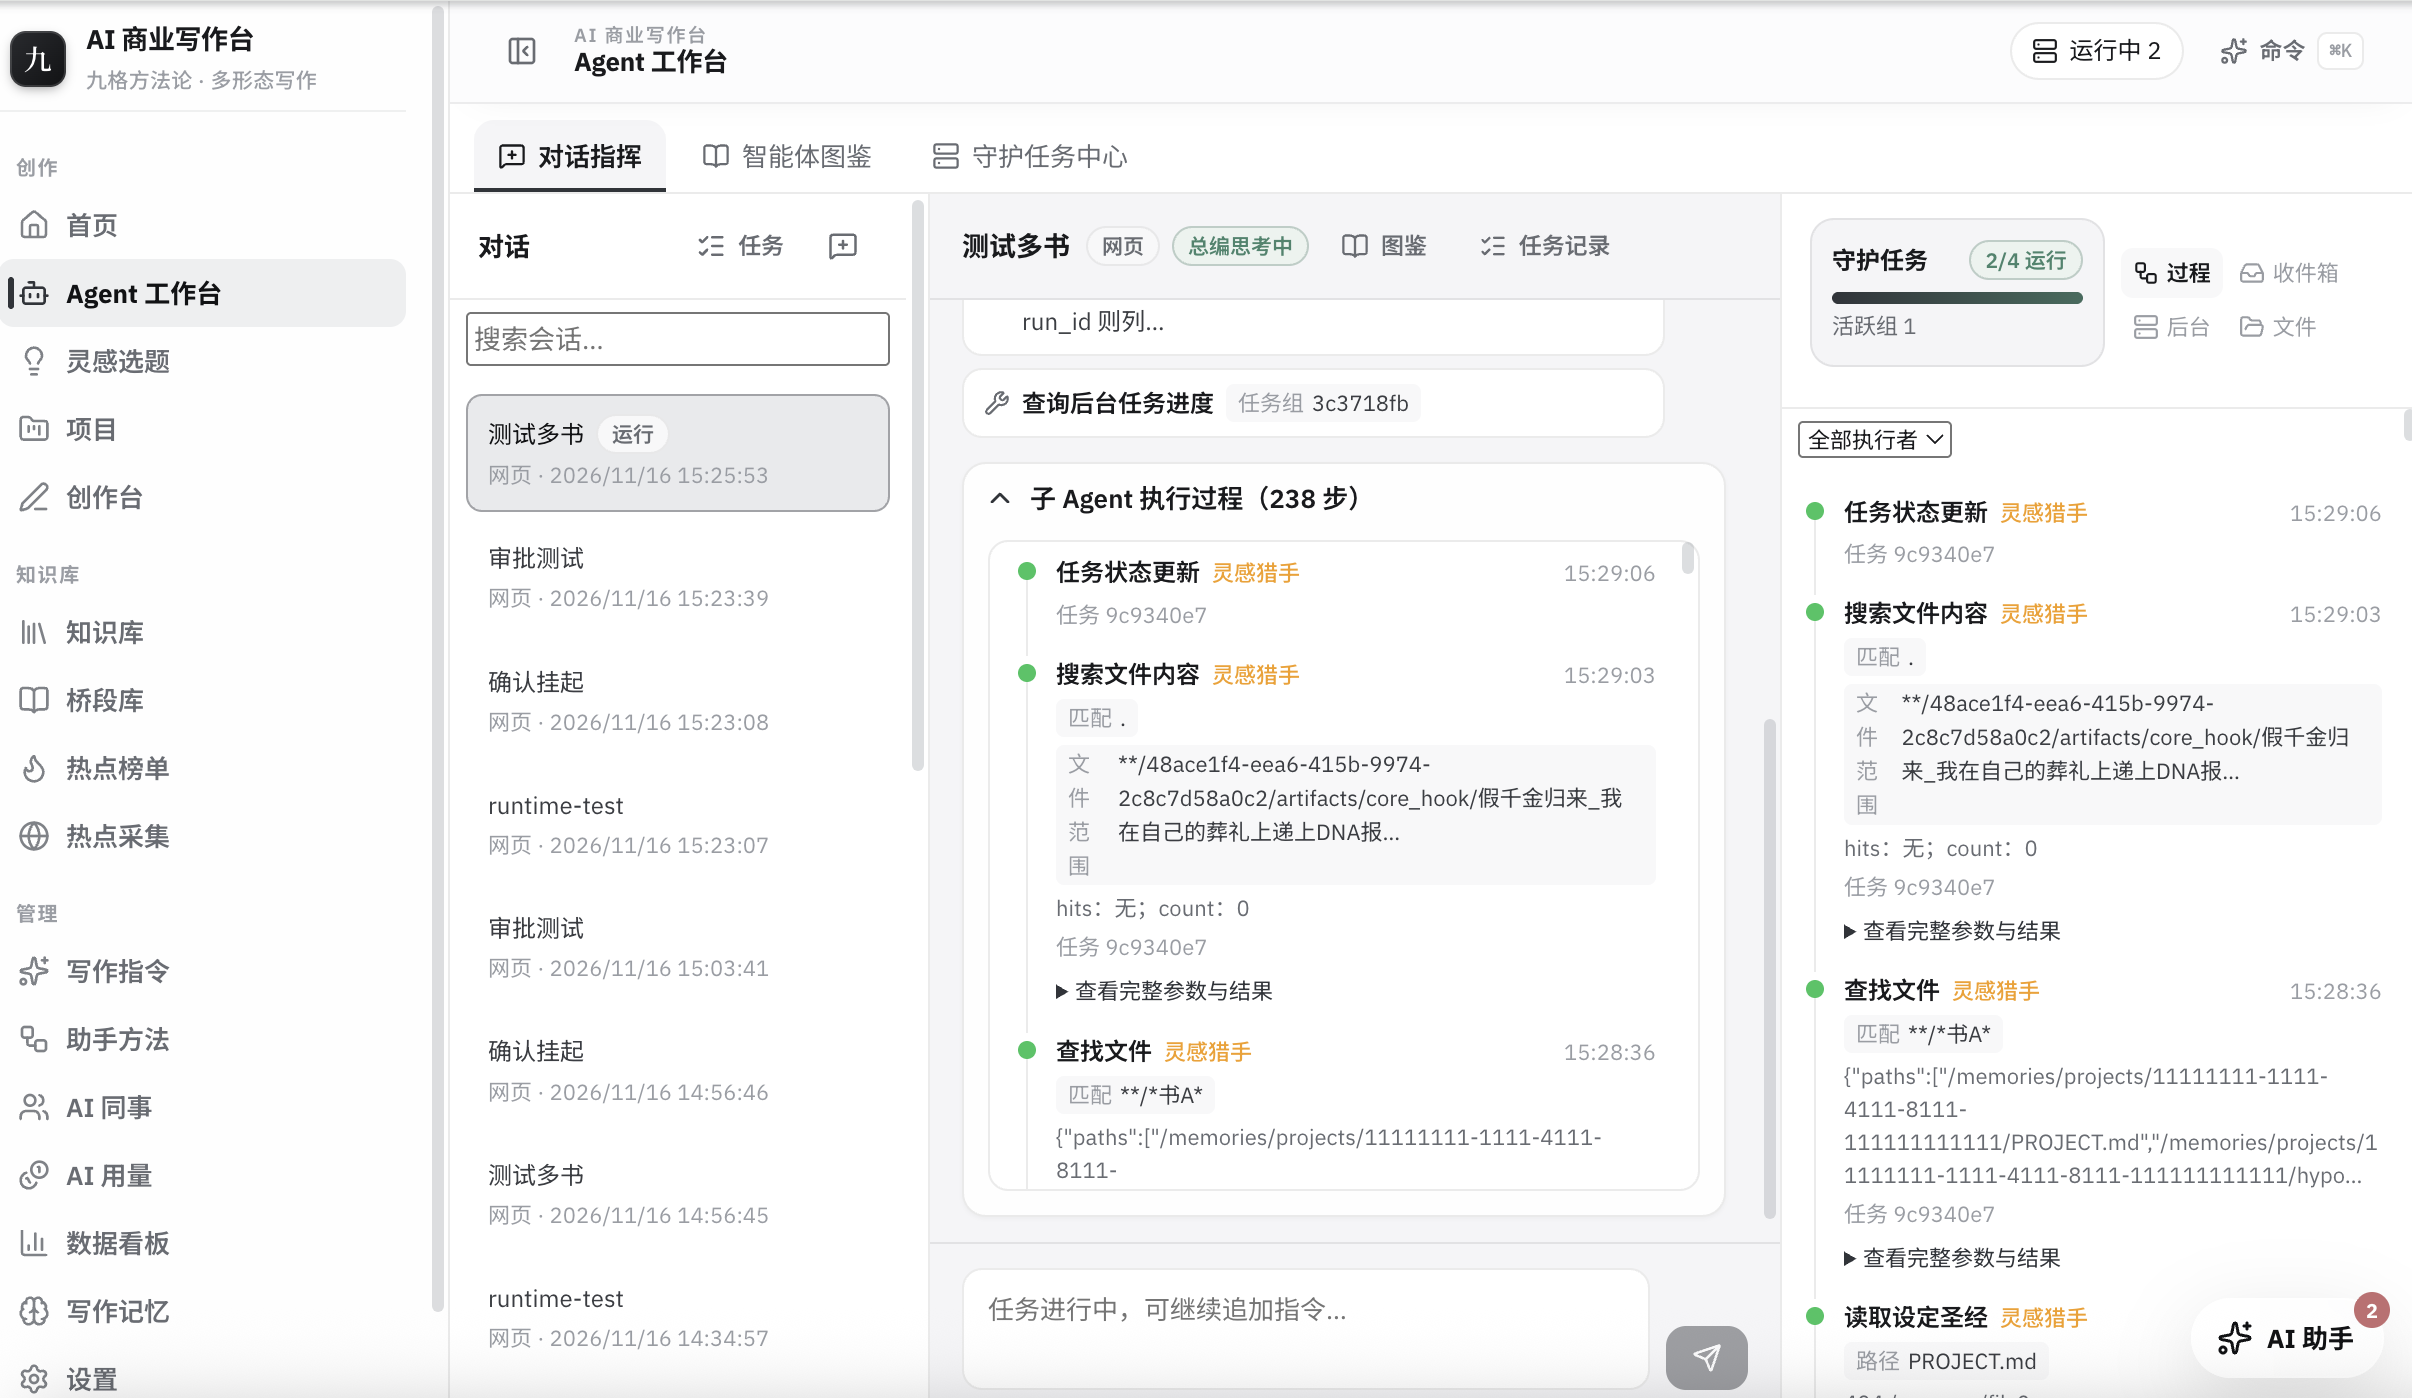 九
AI 商业写作台
九格方法论 · 多形态写作
创作
首页
Agent 工作台
灵感选题
项目
创作台
知识库
知识库
桥段库
热点榜单
热点采集
管理
写作指令
助手方法
AI 同事
AI 用量
数据看板
写作记忆
设置
AI 商业写作台
Agent 工作台
运行中 2
命令 ⌘K
对话指挥
智能体图鉴
守护任务中心
对话
任务
搜索会话...
测试多书 运行
网页 · 2026/11/16 15:25:53
审批测试
网页 · 2026/11/16 15:23:39
确认挂起
网页 · 2026/11/16 15:23:08
runtime-test
网页 · 2026/11/16 15:23:07
审批测试
网页 · 2026/11/16 15:03:41
确认挂起
网页 · 2026/11/16 14:56:46
测试多书
网页 · 2026/11/16 14:56:45
runtime-test
网页 · 2026/11/16 14:34:57
测试多书 网页 总编思考中 图鉴 任务记录
run_id 则列...
查询后台任务进度 任务组 3c3718fb
子 Agent 执行过程（238 步）
任务状态更新 灵感猎手 15:29:06
任务 9c9340e7
搜索文件内容 灵感猎手 15:29:03
匹配 .
文件范围
**/48ace1f4-eea6-415b-9974-
2c8c7d58a0c2/artifacts/core_hook/假千金归来_我
在自己的葬礼上递上DNA报...
hits：无；count：0
任务 9c9340e7
查看完整参数与结果
查找文件 灵感猎手 15:28:36
匹配 **/*书A*
{"paths":["/memories/projects/11111111-1111-4111-
8111-
任务进行中，可继续追加指令...
守护任务 2/4 运行
活跃组 1
过程
收件箱
后台
文件
全部执行者
任务状态更新 灵感猎手 15:29:06
任务 9c9340e7
搜索文件内容 灵感猎手 15:29:03
匹配 .
文件范围
**/48ace1f4-eea6-415b-9974-
2c8c7d58a0c2/artifacts/core_hook/假千金归
来_我在自己的葬礼上递上DNA报...
hits：无；count：0
任务 9c9340e7
查看完整参数与结果
查找文件 灵感猎手 15:28:36
匹配 **/*书A*
{"paths":["/memories/projects/11111111-1111-
4111-8111-
111111111111/PROJECT.md","/memories/projects/1
1111111-1111-4111-8111-111111111111/hypo...
任务 9c9340e7
查看完整参数与结果
读取设定圣经 灵感猎手
路径 PROJECT.md
AI 助手
2